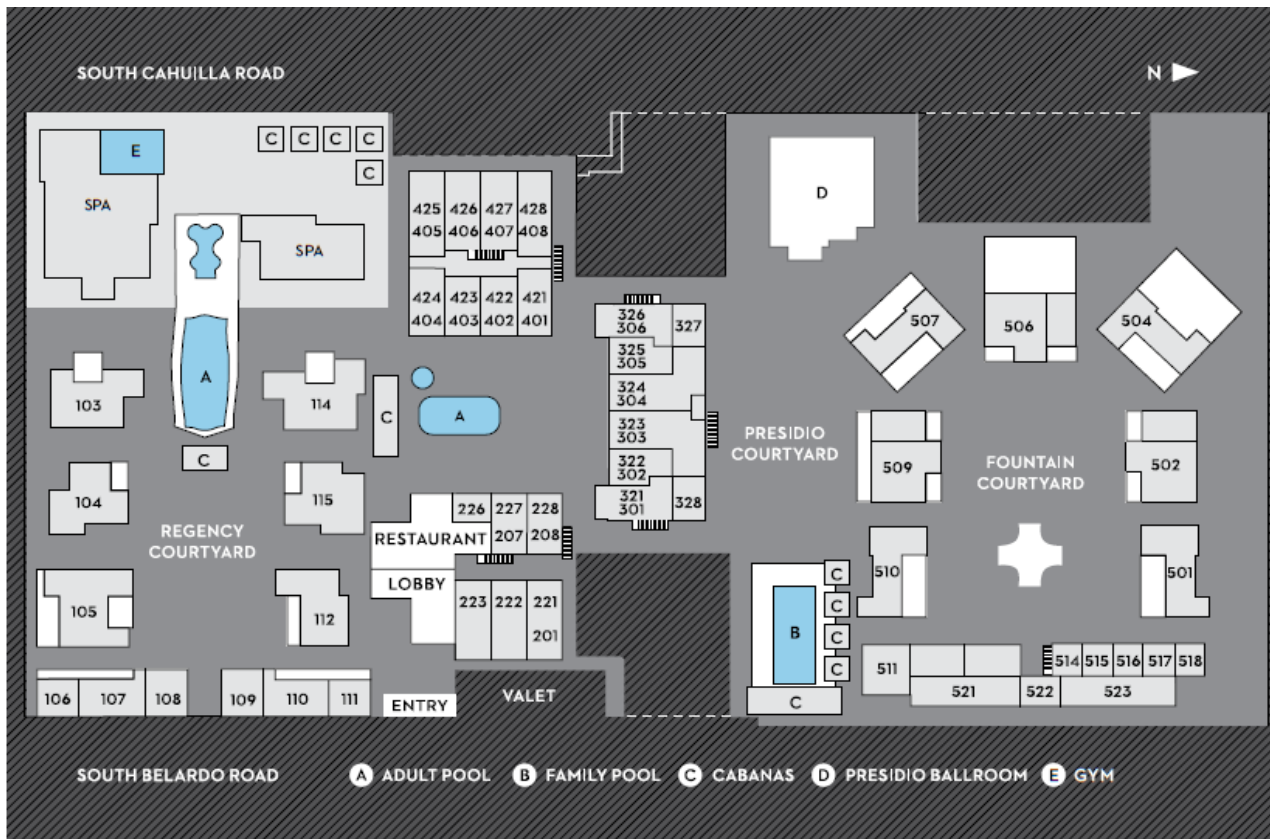 SOUTH CAHUILLA ROAD
N
E
C C C C
C
SPA
SPA
D
425 426 427 428
405 406 407 408
424 423 422 421
404 403 402 401
326
306
327
325
305
324
304
323
303
322
302
321
301
328
507
506
504
A
103
114
C
A
C
PRESIDIO
COURTYARD
509
FOUNTAIN
COURTYARD
502
104
115
REGENCY
COURTYARD
226 227 228
RESTAURANT
207 208
LOBBY
223 222 221
201
105
112
510
501
B
C
C
C
C
C
511
514 515 516 517 518
521
522
523
106 107 108
109 110 111
ENTRY
VALET
SOUTH BELARDO ROAD
A ADULT POOL
B FAMILY POOL
C CABANAS
D PRESIDIO BALLROOM
E GYM